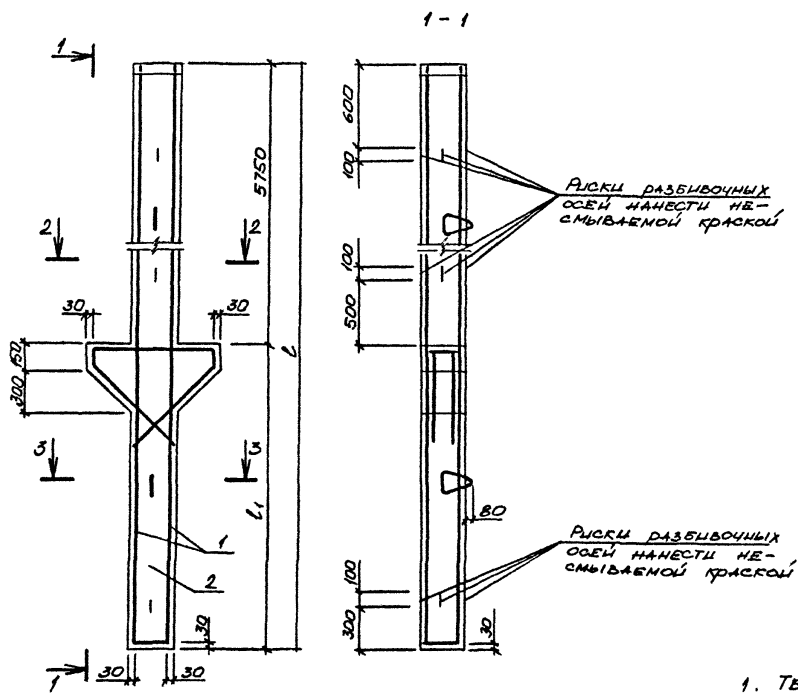 1 - 1
1
600
5750
100
Риски разбивочных
осей нанести не-
смываемой краской
2
2
100
30
30
500
150
ℓ
300
3
3
ℓ1
80
1
2
Риски разбивочных
осей нанести не-
смываемой краской
100
30
300
30
1
30
30
1. ТЕ